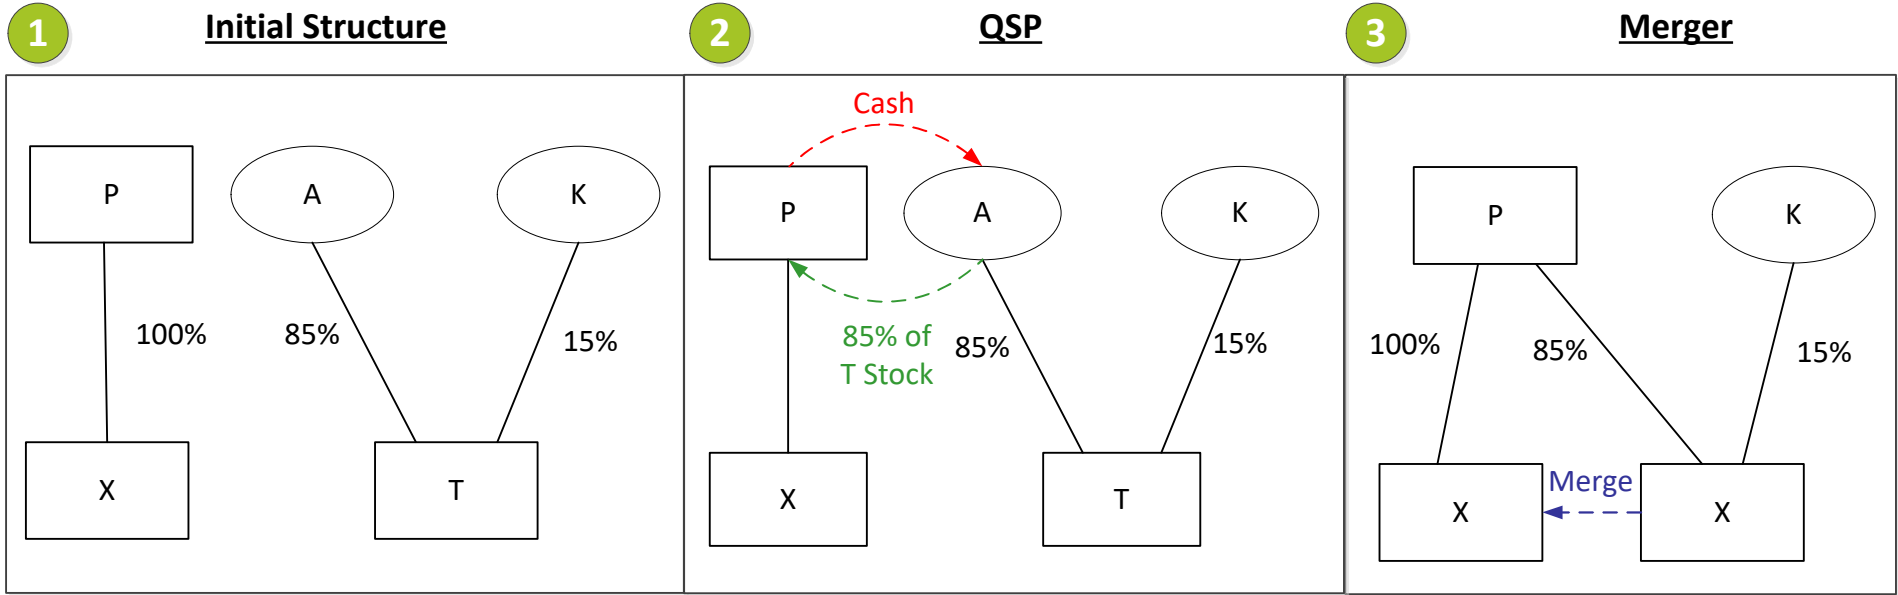 1
Initial Structure
P
A
K
100%
85%
15%
X
T
2
QSP
Cash
P
A
K
85% of
T Stock
85%
15%
X
T
3
Merger
P
K
100%
85%
15%
Merge
X
X